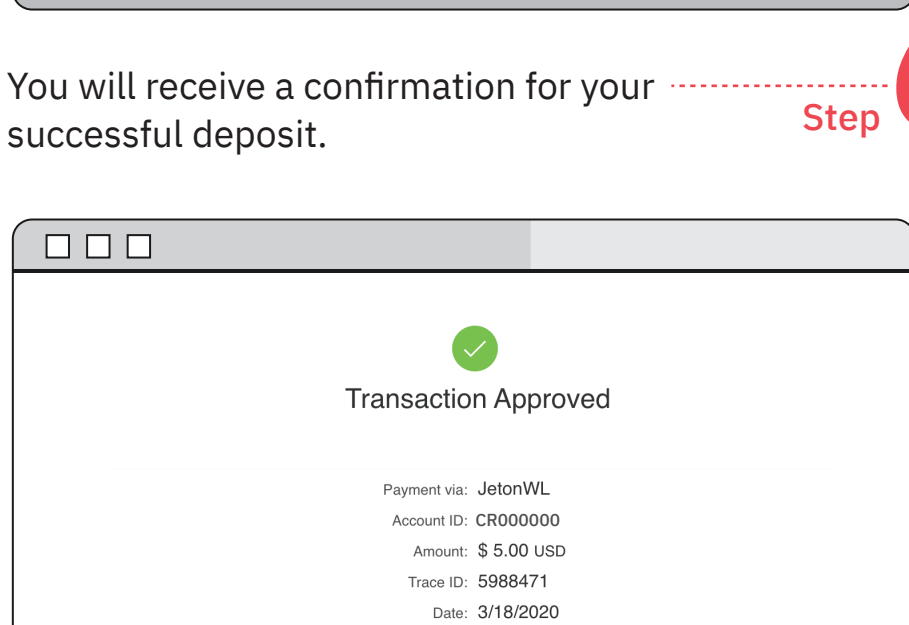 You will receive a confirmation for your
successful deposit.
Step
Transaction Approved
Payment via: JetonWL
Account ID: CR000000
Amount: $ 5.00 USD
Trace ID: 5988471
Date: 3/18/2020